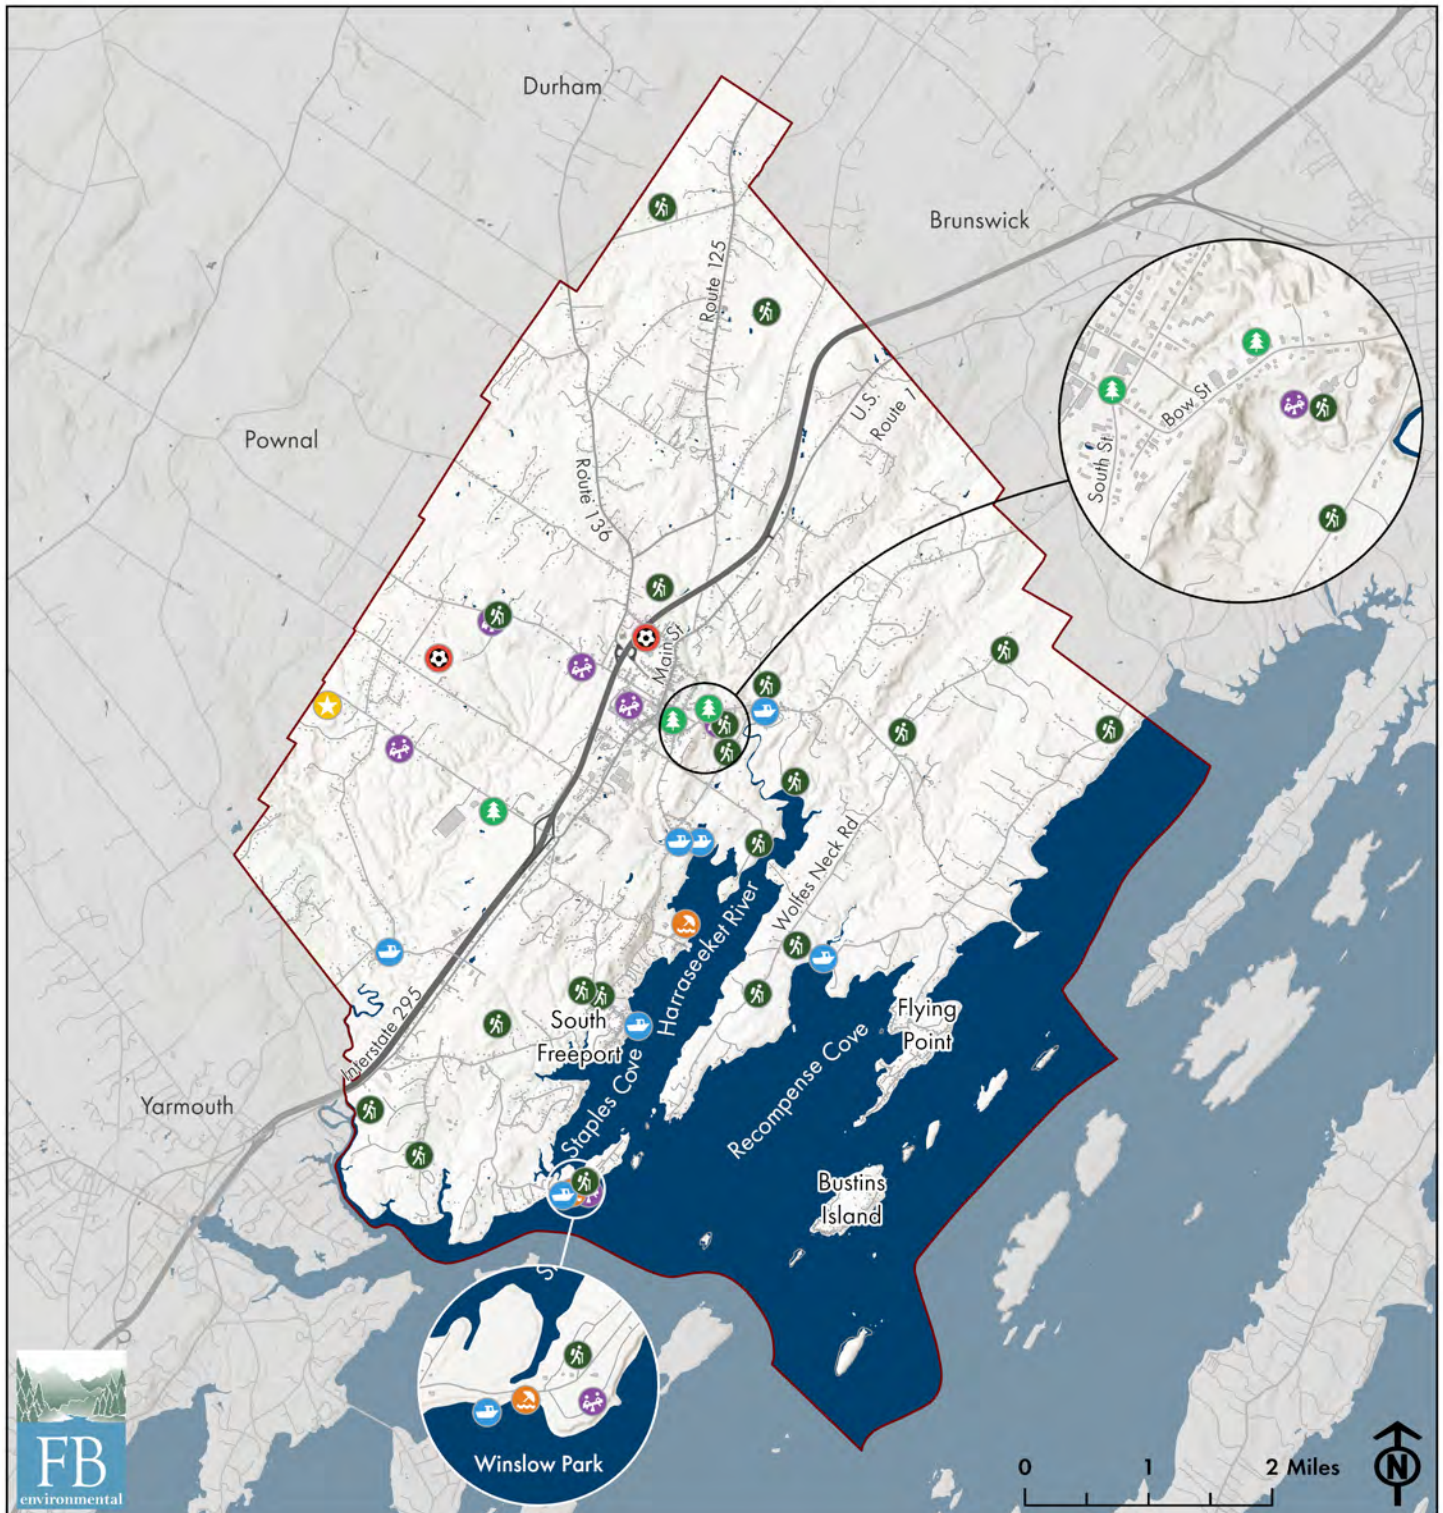 Durham
Brunswick
Route 125
U.S.
Route 1
Pownal
Bow St
South St
Route 136
Main St
Wolfes Neck Rd
Harraseeket River
Interstate 295
South
Freeport
Flying
Point
Staples Cove
Recompense Cove
Yarmouth
Bustins
Island
Winslow Park
0 1 2 Miles
N
FB
environmental